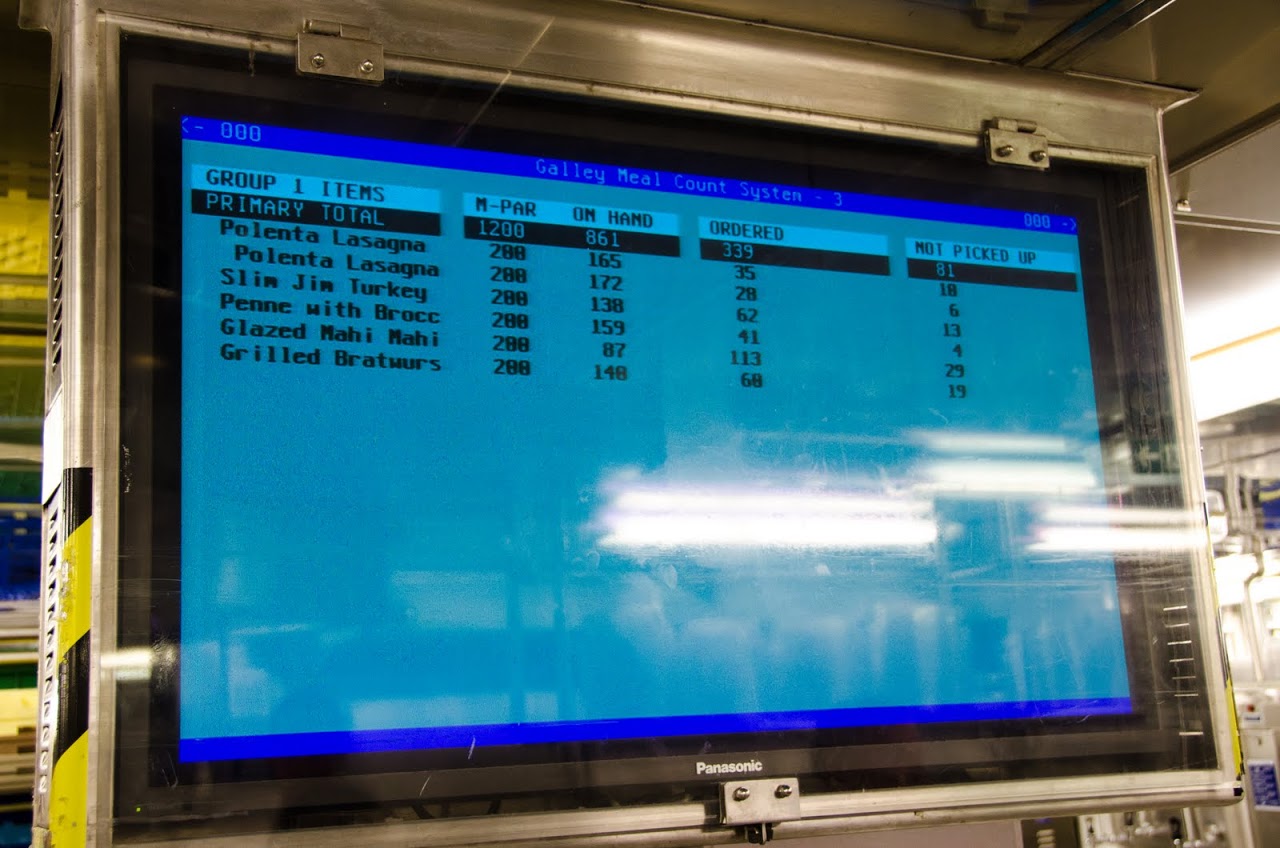 <- 000
Galley Meal Count System - 3
000 ->
GROUP 1 ITEMS M-PAR ON HAND ORDERED NOT PICKED UP
PRIMARY TOTAL 1200 861 339 81
Polenta Lasagna 200 165 35 10
Polenta Lasagna 200 172 28 6
Slim Jim Turkey 200 138 62 13
Penne with Brocc 200 159 41 4
Glazed Mahi Mahi 200 87 113 29
Grilled Bratwurs 200 140 60 19
Panasonic